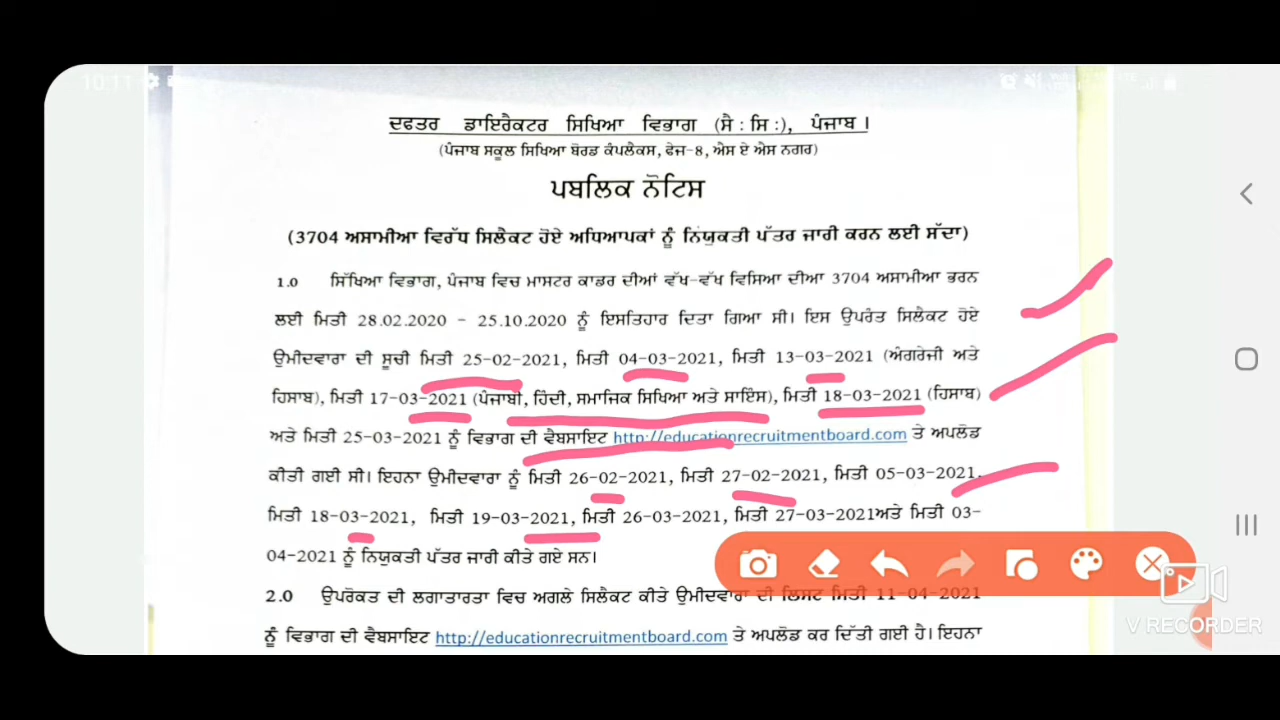 10:11
ਦਫਤਰ ਡਾਇਰੈਕਟਰ ਸਿਖਿਆ ਵਿਭਾਗ (ਸੈ: ਸਿ:), ਪੰਜਾਬ।
(ਪੰਜਾਬ ਸਕੂਲ ਸਿਖਿਆ ਬੋਰਡ ਕੰਪਲੈਕਸ, ਫੇਜ-8, ਐਸ ਏ ਐਸ ਨਗਰ)
ਪਬਲਿਕ ਨੋਟਿਸ
(3704 ਅਸਾਮੀਆ ਵਿਰੱਧ ਸਿਲੈਕਟ ਹੋਏ ਅਧਿਆਪਕਾਂ ਨੂੰ ਨਿਯੁਕਤੀ ਪੱਤਰ ਜਾਰੀ ਕਰਨ ਲਈ ਸੱਦਾ)
1.0 ਸਿੱਖਿਆ ਵਿਭਾਗ, ਪੰਜਾਬ ਵਿਚ ਮਾਸਟਰ ਕਾਡਰ ਦੀਆਂ ਵੱਖ-ਵੱਖ ਵਿਸਿਆ ਦੀਆ 3704 ਅਸਾਮੀਆ ਭਰਨ
ਲਈ ਮਿਤੀ 28.02.2020 - 25.10.2020 ਨੂੰ ਇਸਤਿਹਾਰ ਦਿਤਾ ਗਿਆ ਸੀ। ਇਸ ਉਪਰੰਤ ਸਿਲੈਕਟ ਹੋਏ
ਉਮੀਦਵਾਰਾ ਦੀ ਸੂਚੀ ਮਿਤੀ 25-02-2021, ਮਿਤੀ 04-03-2021, ਮਿਤੀ 13-03-2021 (ਅੰਗਰੇਜੀ ਅਤੇ
ਹਿਸਾਬ), ਮਿਤੀ 17-03-2021 (ਪੰਜਾਬੀ, ਹਿੰਦੀ, ਸਮਾਜਿਕ ਸਿਖਿਆ ਅਤੇ ਸਾਇੰਸ), ਮਿਤੀ 18-03-2021 (ਹਿਸਾਬ)
ਅਤੇ ਮਿਤੀ 25-03-2021 ਨੂੰ ਵਿਭਾਗ ਦੀ ਵੈਬਸਾਇਟ http://educationrecruitmentboard.com ਤੇ ਅਪਲੋਡ
ਕੀਤੀ ਗਈ ਸੀ। ਇਹਨਾ ਉਮੀਦਵਾਰਾ ਨੂੰ ਮਿਤੀ 26-02-2021, ਮਿਤੀ 27-02-2021, ਮਿਤੀ 05-03-2021,
ਮਿਤੀ 18-03-2021, ਮਿਤੀ 19-03-2021, ਮਿਤੀ 26-03-2021, ਮਿਤੀ 27-03-2021ਅਤੇ ਮਿਤੀ 03-
04-2021 ਨੂੰ ਨਿਯੁਕਤੀ ਪੱਤਰ ਜਾਰੀ ਕੀਤੇ ਗਏ ਸਨ।
2.0 ਉਪਰੋਕਤ ਦੀ ਲਗਾਤਾਰਤਾ ਵਿਚ ਅਗਲੇ ਸਿਲੈਕਟ ਕੀਤੇ ਉਮੀਦਵਾਰਾ ਦੀ ਲਿਸਟ ਮਿਤੀ 11-04-2021
ਨੂੰ ਵਿਭਾਗ ਦੀ ਵੈਬਸਾਇਟ http://educationrecruitmentboard.com ਤੇ ਅਪਲੋਡ ਕਰ ਦਿੱਤੀ ਗਈ ਹੈ। ਇਹਨਾ
V RECORDER